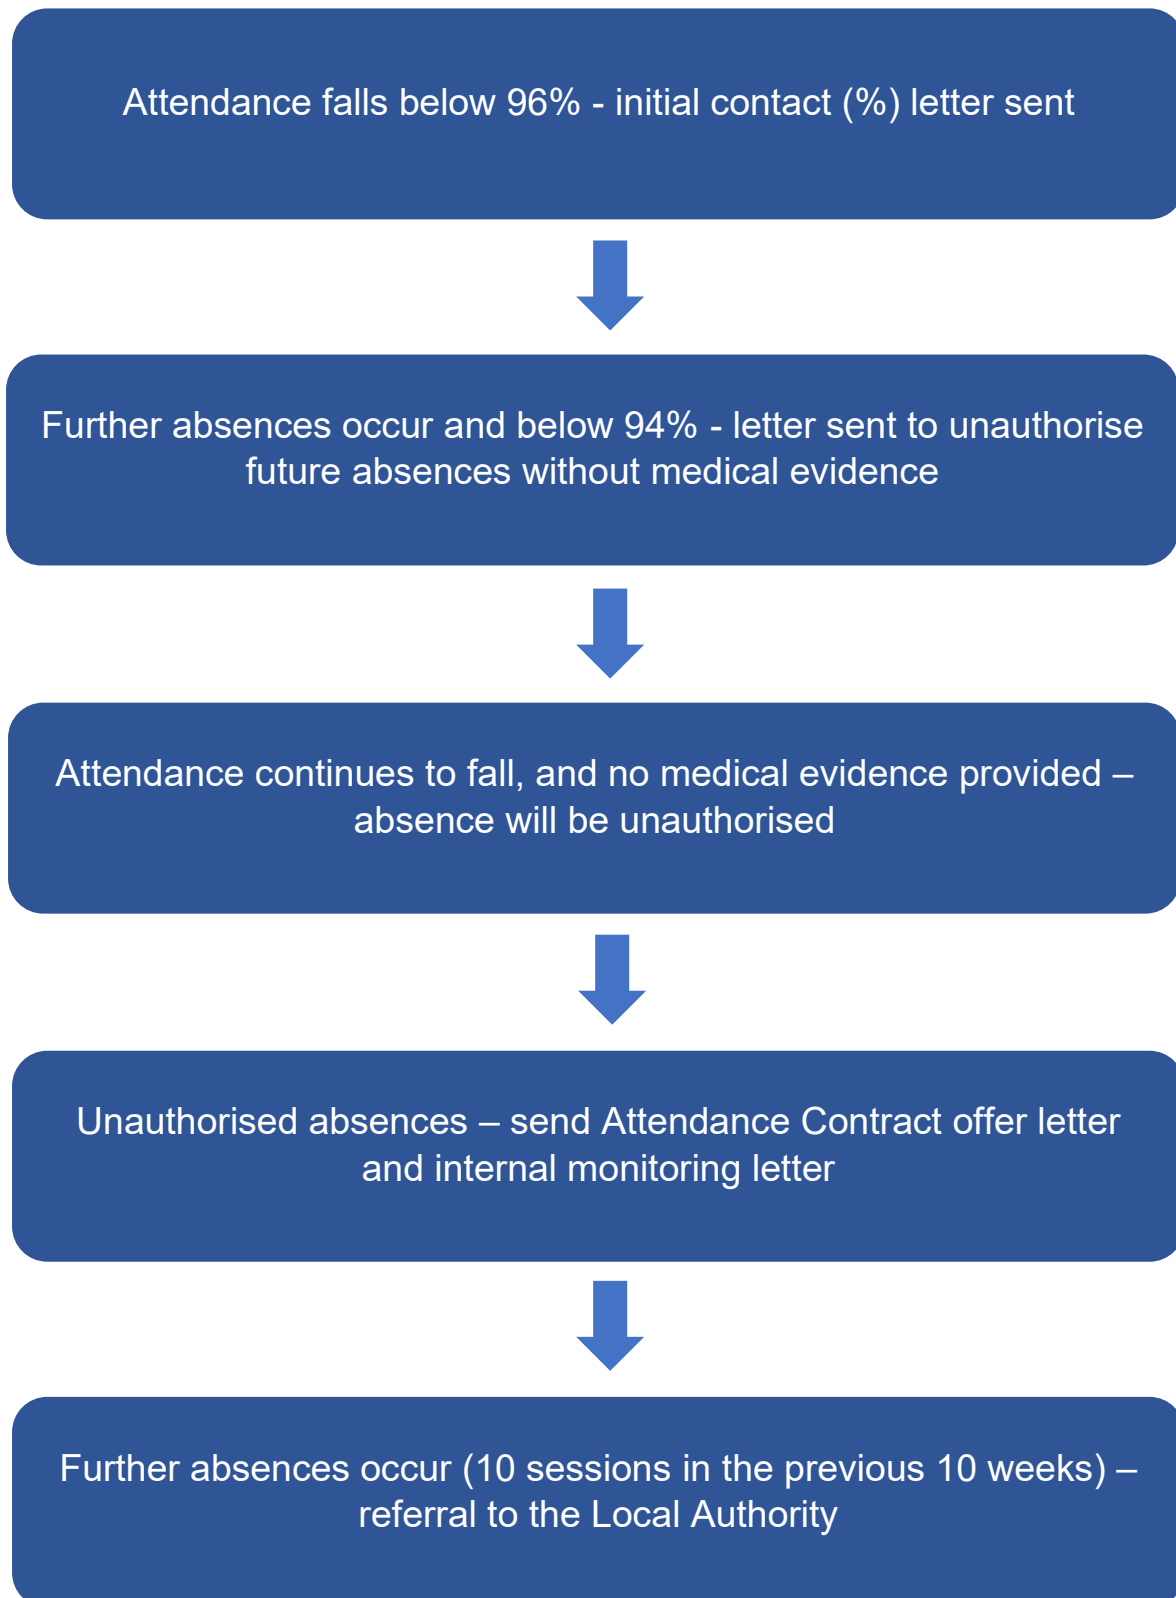 Attendance falls below 96% - initial contact (%) letter sent
Further absences occur and below 94% - letter sent to unauthorise
future absences without medical evidence
Attendance continues to fall, and no medical evidence provided –
absence will be unauthorised
Unauthorised absences – send Attendance Contract offer letter
and internal monitoring letter
Further absences occur (10 sessions in the previous 10 weeks) –
referral to the Local Authority